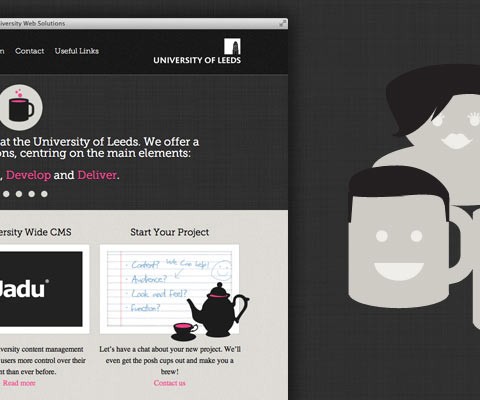 iversity Web Solutions
m Contact Useful Links
UNIVERSITY OF LEEDS
at the University of Leeds. We offer a
ons, centring on the main elements:
, Develop and Deliver.
ersity Wide CMS
Jadu®
versity content management
users more control over their
nt than ever before.
Read more
Start Your Project
· Content? We Can help!
· Audience?
· Look and Feel?
· Function?
Let's have a chat about your new project. We'll
even get the posh cups out and make you a
brew!
Contact us